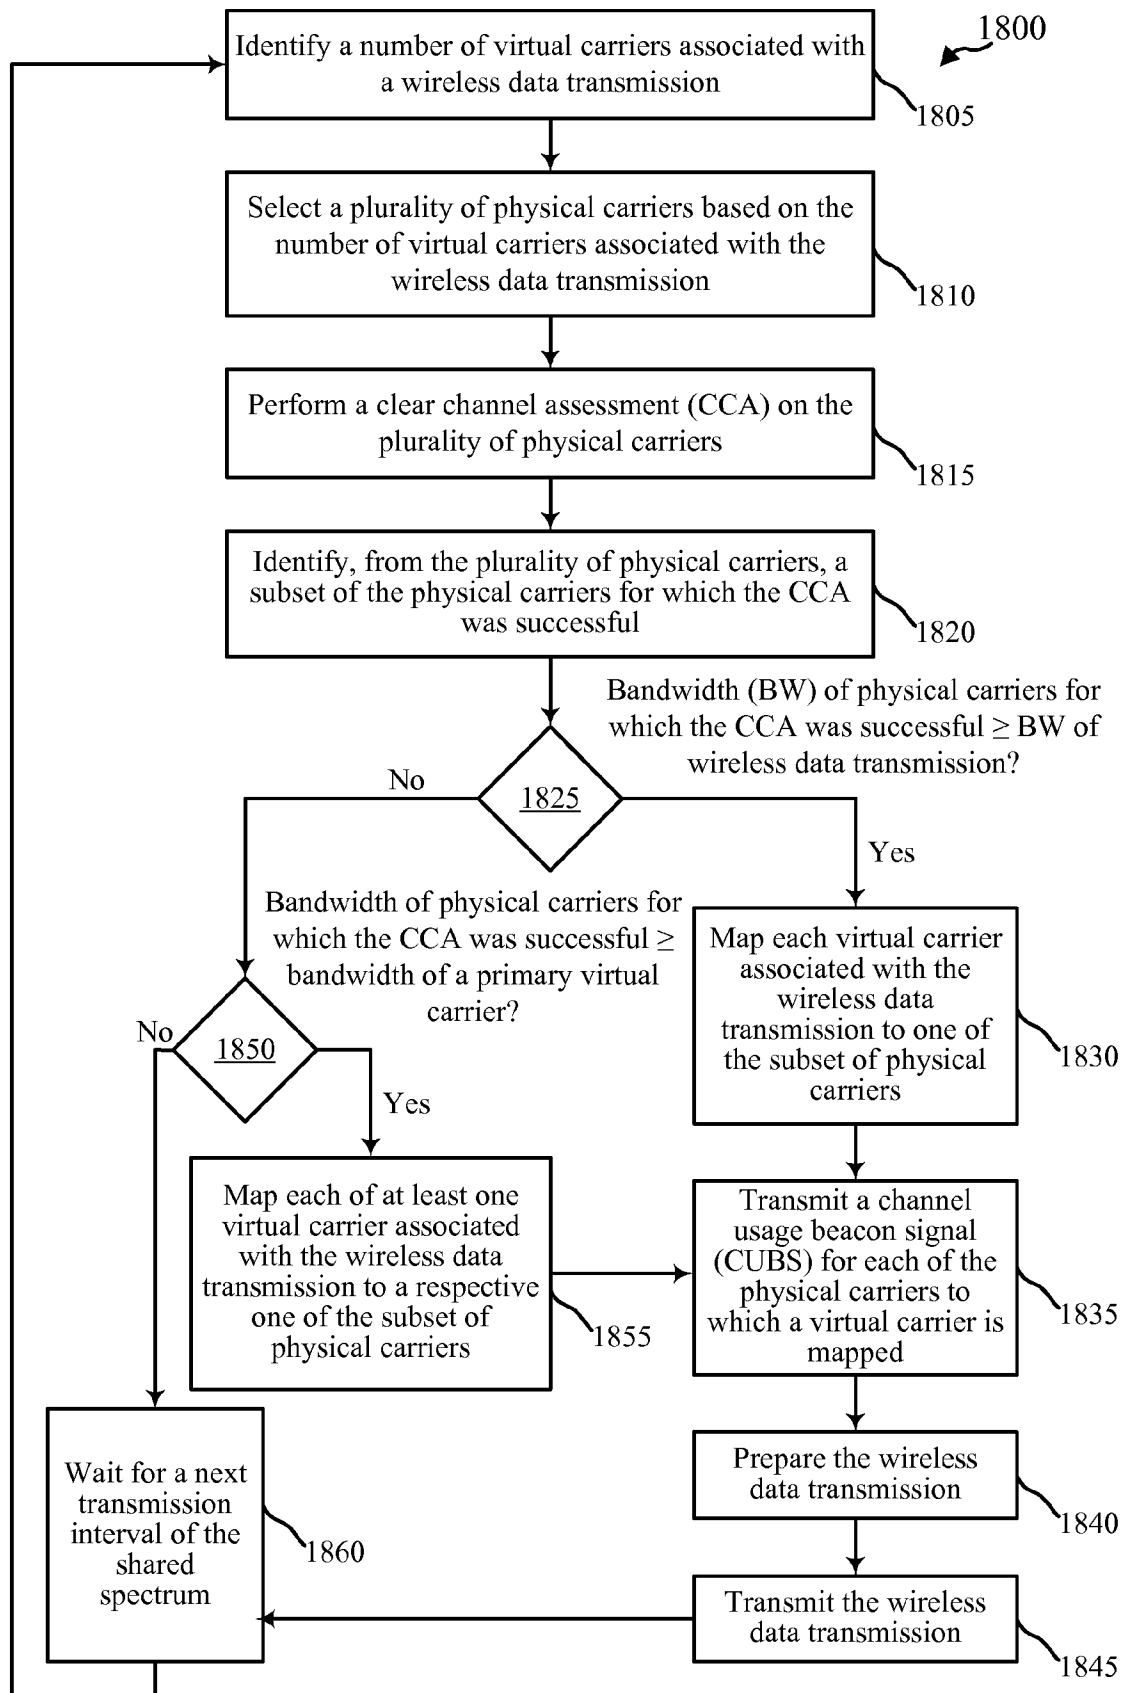 1800
Identify a number of virtual carriers associated with
a wireless data transmission
1805
Select a plurality of physical carriers based on the
number of virtual carriers associated with the
wireless data transmission
1810
Perform a clear channel assessment (CCA) on the
plurality of physical carriers
1815
Identify, from the plurality of physical carriers, a
subset of the physical carriers for which the CCA
was successful
1820
Bandwidth (BW) of physical carriers for
which the CCA was successful ≥ BW of
wireless data transmission?
No
1825
Yes
Bandwidth of physical carriers for
which the CCA was successful ≥
bandwidth of a primary virtual
carrier?
Map each virtual carrier
associated with the
wireless data
transmission to one of
the subset of physical
carriers
1830
No
1850
Yes
Map each of at least one
virtual carrier associated
with the wireless data
transmission to a respective
one of the subset of
physical carriers
1855
Transmit a channel
usage beacon signal
(CUBS) for each of the
physical carriers to
which a virtual carrier is
mapped
1835
Prepare the wireless
data transmission
1840
Wait for a next
transmission
interval of the
shared
spectrum
1860
Transmit the wireless
data transmission
1845